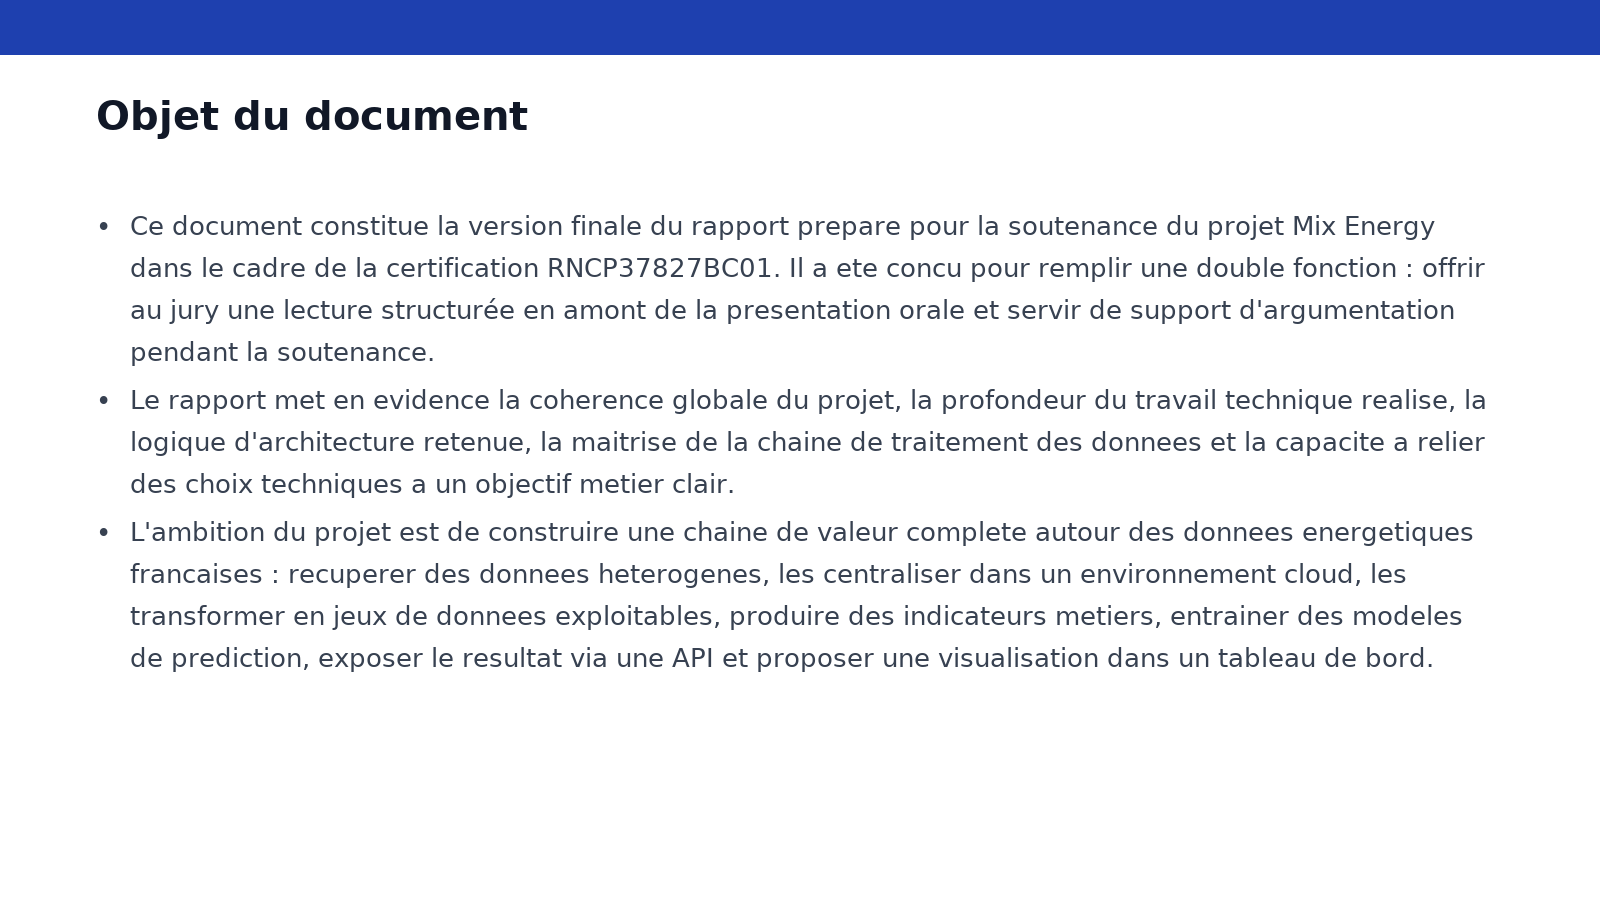 Objet du document
• Ce document constitue la version finale du rapport prepare pour la soutenance du projet Mix Energy
dans le cadre de la certification RNCP37827BC01. Il a ete concu pour remplir une double fonction : offrir
au jury une lecture structurée en amont de la presentation orale et servir de support d'argumentation
pendant la soutenance.
• Le rapport met en evidence la coherence globale du projet, la profondeur du travail technique realise, la
logique d'architecture retenue, la maitrise de la chaine de traitement des donnees et la capacite a relier
des choix techniques a un objectif metier clair.
• L'ambition du projet est de construire une chaine de valeur complete autour des donnees energetiques
francaises : recuperer des donnees heterogenes, les centraliser dans un environnement cloud, les
transformer en jeux de donnees exploitables, produire des indicateurs metiers, entrainer des modeles
de prediction, exposer le resultat via une API et proposer une visualisation dans un tableau de bord.